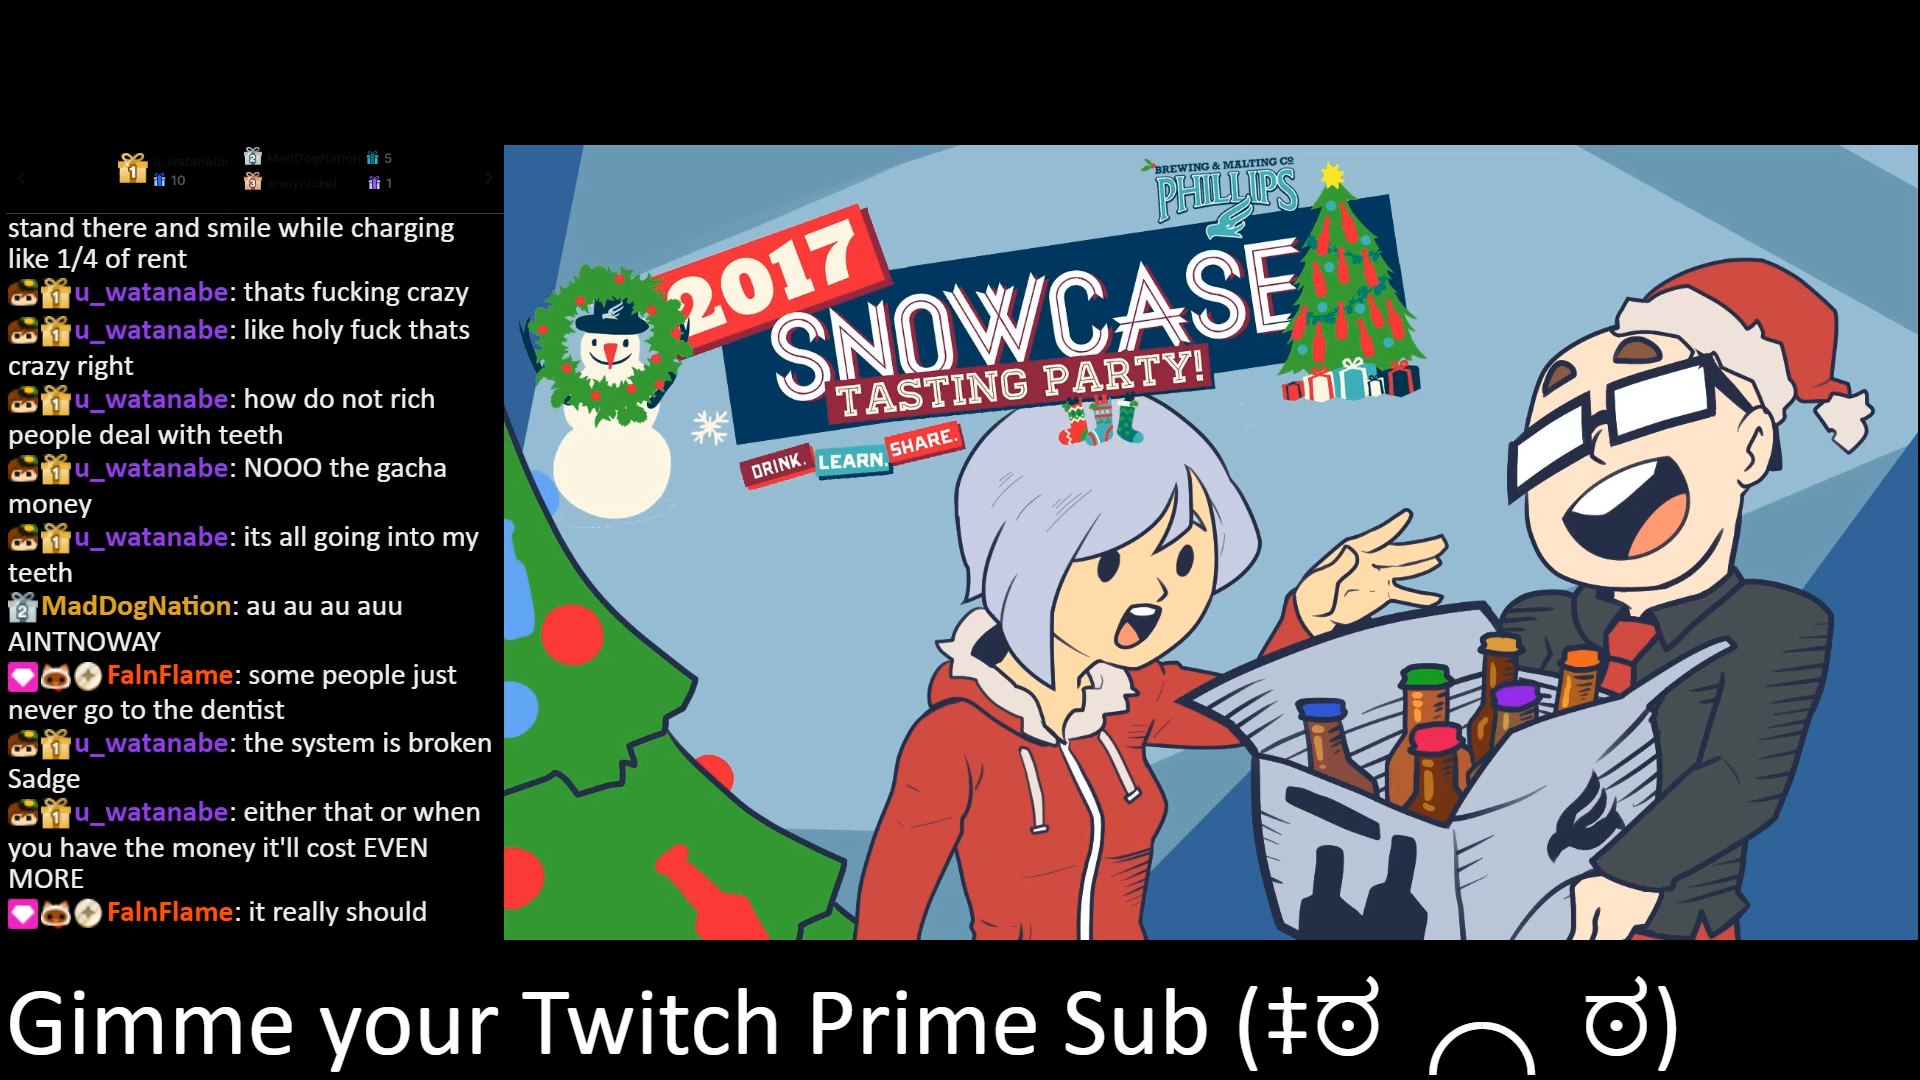 u_watanabe
10
MadDogNation 5
lowlynickel 1
stand there and smile while charging
like 1/4 of rent
u_watanabe: thats fucking crazy
u_watanabe: like holy fuck thats
crazy right
u_watanabe: how do not rich
people deal with teeth
u_watanabe: NOOO the gacha
money
u_watanabe: its all going into my
teeth
MadDogNation: au au au auu
AINTNOWAY
FalnFlame: some people just
never go to the dentist
u_watanabe: the system is broken
Sadge
u_watanabe: either that or when
you have the money it'll cost EVEN
MORE
FalnFlame: it really should
BREWING & MALTING CO
PHILLIPS
2017
SNOWCASE
TASTING PARTY!
DRINK. LEARN. SHARE.
Gimme your Twitch Prime Sub (‡ಠ ͜ ಠ)